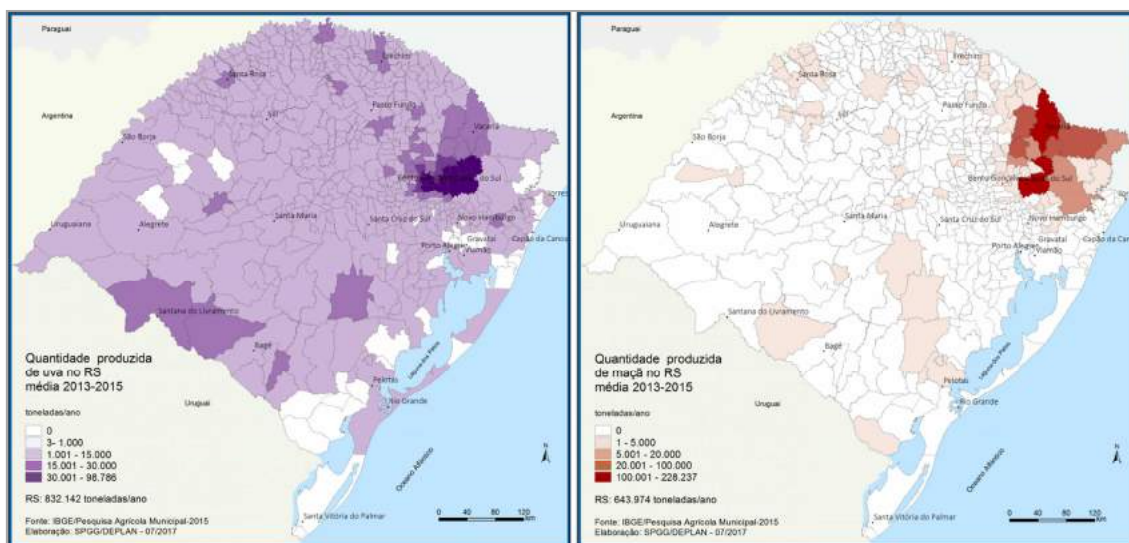 Paraguai
Erechim
Santa Rosa
Passo Fundo
Ijuí
Argentina
Vacaria
São Borja
do Sul
Torres
Santa Maria
Santa Cruz do Sul
Novo Hamburgo
Uruguaiana
Alegrete
Gravataí
Capão da Canoa
Porto Alegre
Viamão
Santana do Livramento
Bagé
Laguna dos Patos
Quantidade produzida
de uva no RS
média 2013-2015
Pelotas
Rio Grande
Uruguai
toneladas/ano
0
3- 1.000
1.001 - 15.000
15.001 - 30.000
30.001 - 98.786
N
Oceano Atlântico
RS: 832.142 toneladas/ano
Fonte: IBGE/Pesquisa Agrícola Municipal-2015
Elaboração: SPGG/DEPLAN - 07/2017
Santa Vitória do Palmar
0 40 80 120
Km
Paraguai
Erechim
Santa Rosa
Passo Fundo
Ijuí
Argentina
São Borja
Bento Gonçalves
do Sul
Santa Maria
Santa Cruz do Sul
Novo Hamburgo
Uruguaiana
Alegrete
Gravataí
Capão da Canoa
Porto Alegre
Viamão
Santana do Livramento
Bagé
Laguna dos Patos
Quantidade produzida
de maçã no RS
média 2013-2015
Pelotas
Rio Grande
Uruguai
toneladas/ano
0
1 - 5.000
5.001 - 20.000
20.001 - 100.000
100.001 - 228.237
N
Oceano Atlântico
RS: 643.974 toneladas/ano
Fonte: IBGE/Pesquisa Agrícola Municipal-2015
Elaboração: SPGG/DEPLAN - 07/2017
Santa Vitória do Palmar
0 40 80 120
Km